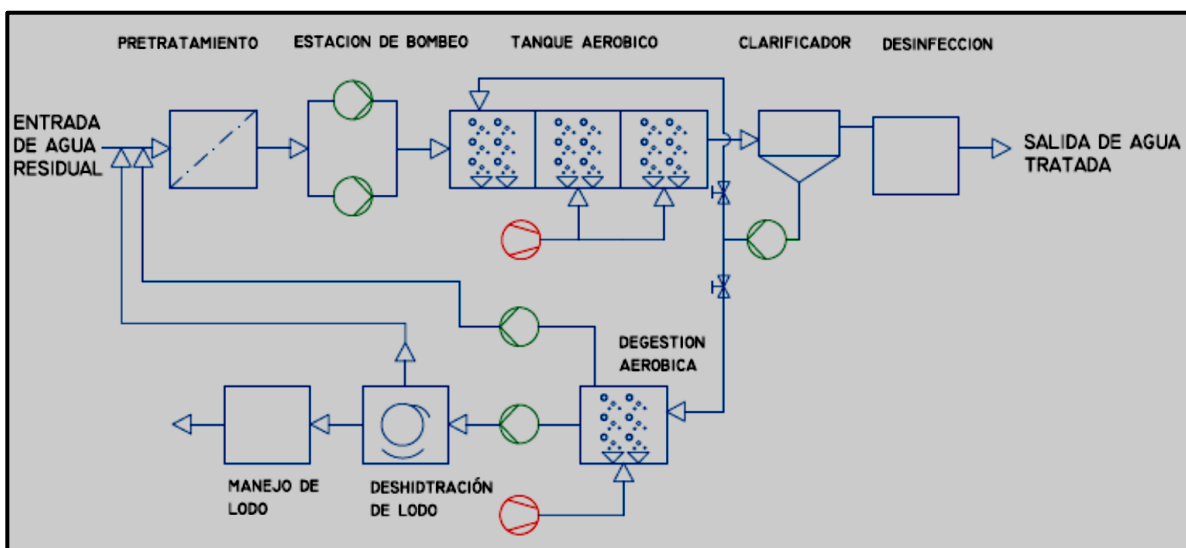 PRETRATAMIENTO
ESTACION DE BOMBEO
TANQUE AERÓBICO
CLARIFICADOR
DESINFECCION
ENTRADA
DE AGUA
RESIDUAL
SALIDA DE AGUA
TRATADA
DEGESTION
AEROBICA
MANEJO DE
LODO
DESHIDTRACIÓN
DE LODO